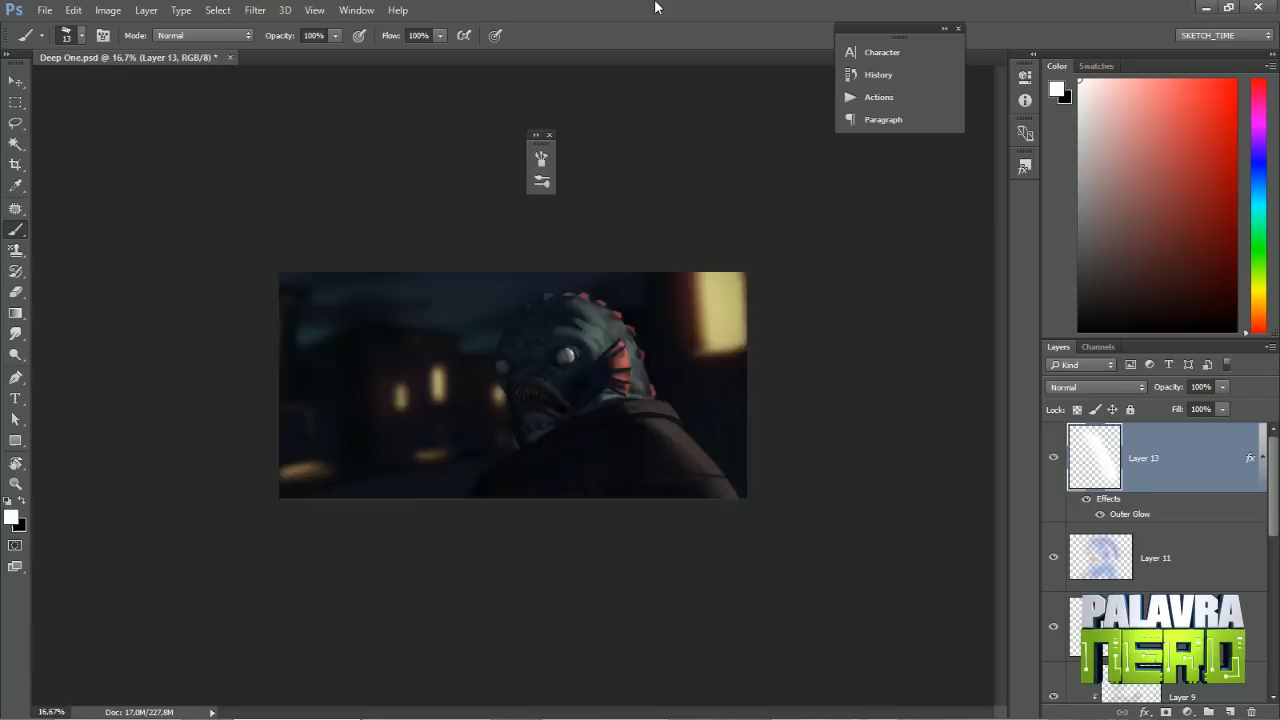 Ps File Edit Image Layer Type Select Filter 3D View Window Help
13 Mode: Normal Opacity: 100% Flow: 100% SKETCH_TIME
Deep One.psd @ 16,7% (Layer 13, RGB/8) * ×
Character
History
Actions
Paragraph
Color Swatches
Layers Channels
Kind
Normal Opacity: 100%
Lock: Fill: 100%
Layer 13 fx
Effects
Outer Glow
Layer 11
PALAVRA
NERD
Layer 9
16,67% Doc: 17,0M/227,8M